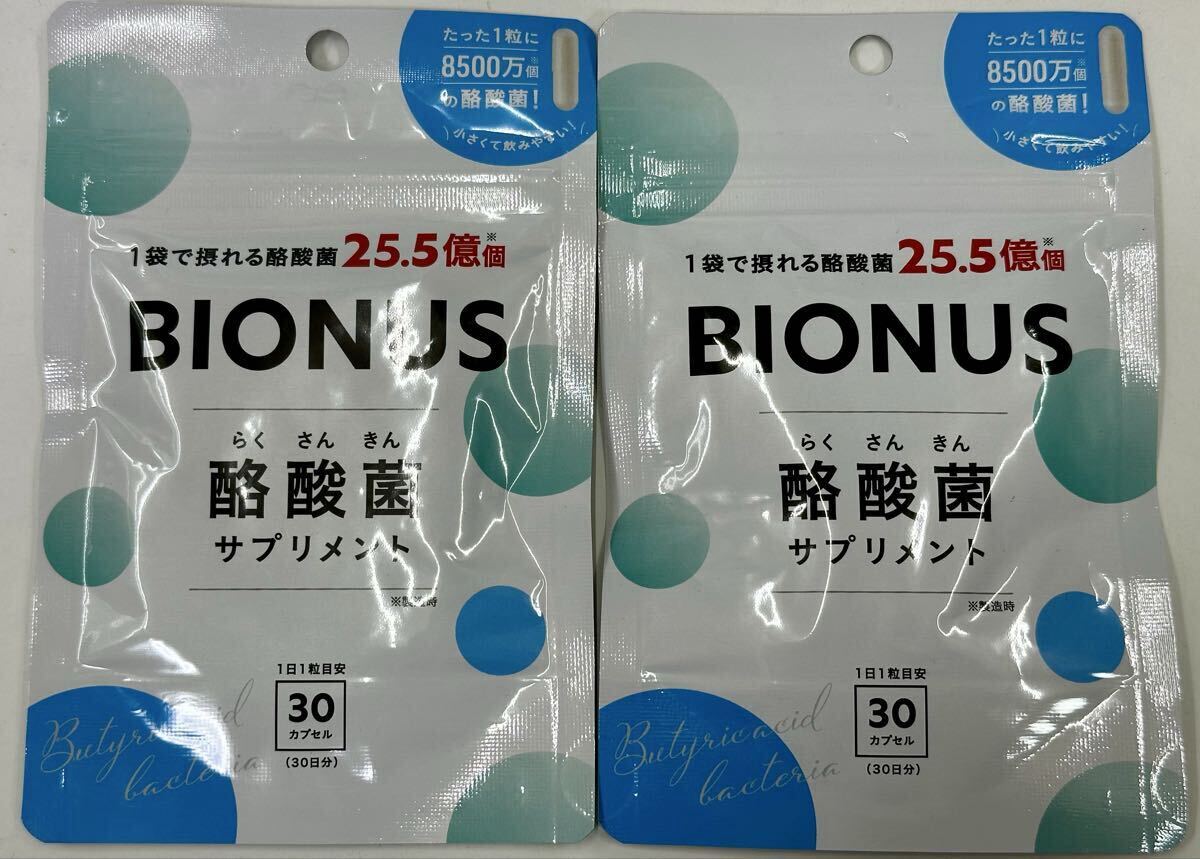 たった1粒に
8500万個※
の酪酸菌!
小さくて飲みやすい!
1袋で摂れる酪酸菌25.5億個※
BIONUS
らく さん きん
酪酸菌
サプリメント
※製造時
1日1粒目安
30
カプセル
(30日分)
Butyricacid
bacteria
たった1粒に
8500万個※
の酪酸菌!
小さくて飲みやすい!
1袋で摂れる酪酸菌25.5億個※
BIONUS
らく さん きん
酪酸菌
サプリメント
※製造時
1日1粒目安
30
カプセル
(30日分)
Butyricacid
bacteria